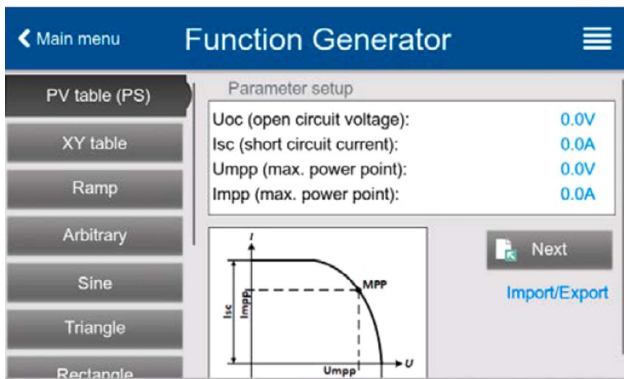 Main menu
Function Generator
PV table (PS)
XY table
Ramp
Arbitrary
Sine
Triangle
Rectangle
Parameter setup
Uoc (open circuit voltage): 0.0V
Isc (short circuit current): 0.0A
Umpp (max. power point): 0.0V
Impp (max. power point): 0.0A
I
Isc
Impp
MPP
Umpp
U
Next
Import/Export